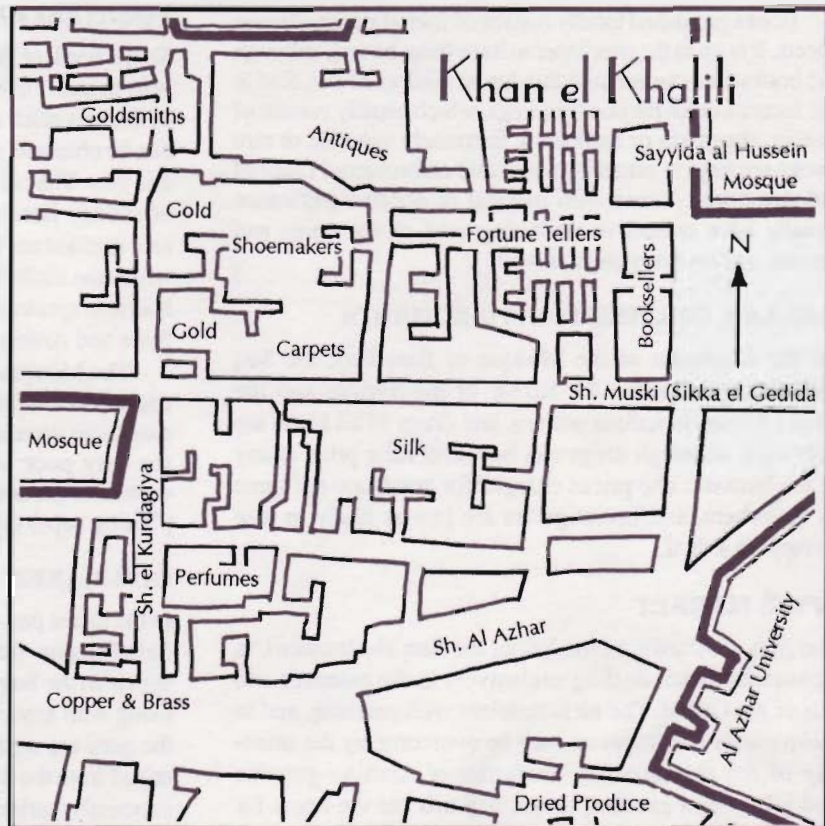 Khan el Khalili
Goldsmiths
Antiques
Sayyida al Hussein
Mosque
Gold
Shoemakers
Fortune Tellers
Booksellers
N
Gold
Carpets
Sh. Muski (Sikka el Gedida
Mosque
Silk
Sh. el Kurdagiya
Perfumes
Sh. Al Azhar
Al Azhar University
Copper & Brass
Dried Produce